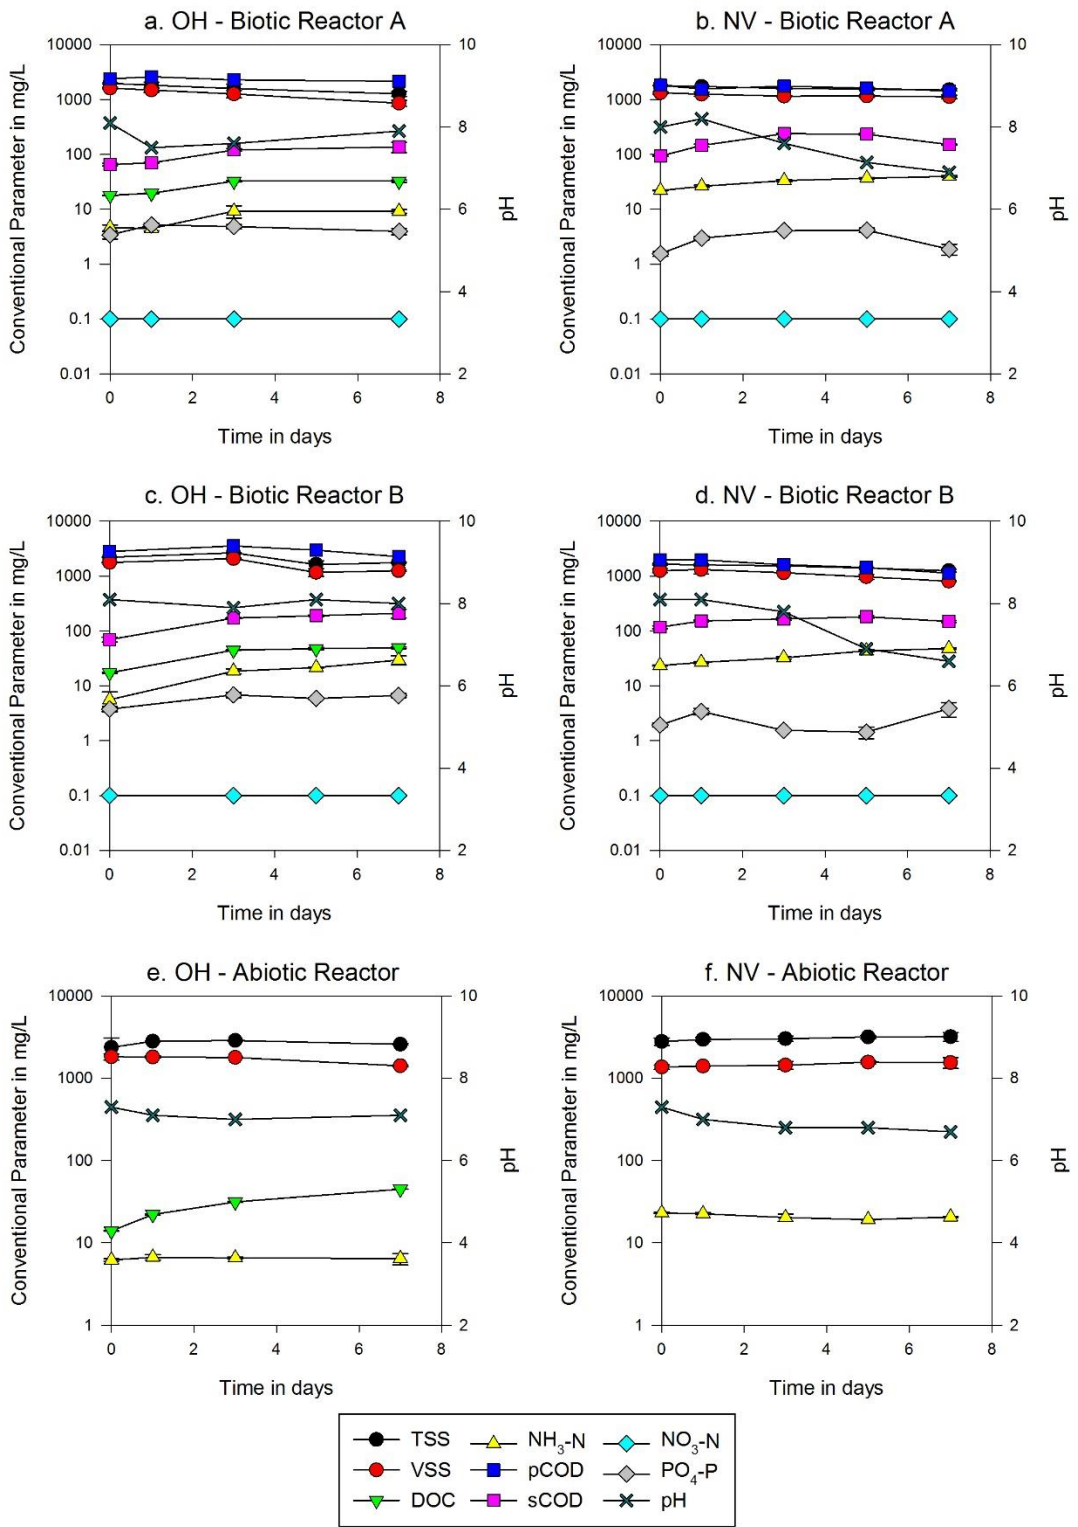 a. OH - Biotic Reactor A
Conventional Parameter in mg/L
10000
1000
100
10
1
0.1
0.01
10
8
6
4
2
pH
0 2 4 6 8
Time in days
b. NV - Biotic Reactor A
Conventional Parameter in mg/L
10000
1000
100
10
1
0.1
0.01
10
8
6
4
2
pH
0 2 4 6 8
Time in days
c. OH - Biotic Reactor B
Conventional Parameter in mg/L
10000
1000
100
10
1
0.1
0.01
10
8
6
4
2
pH
0 2 4 6 8
Time in days
d. NV - Biotic Reactor B
Conventional Parameter in mg/L
10000
1000
100
10
1
0.1
0.01
10
8
6
4
2
pH
0 2 4 6 8
Time in days
e. OH - Abiotic Reactor
Conventional Parameter in mg/L
10000
1000
100
10
1
10
8
6
4
2
pH
0 2 4 6 8
Time in days
f. NV - Abiotic Reactor
Conventional Parameter in mg/L
10000
1000
100
10
1
10
8
6
4
2
pH
0 2 4 6 8
Time in days
TSS NH₃-N NO₃-N
VSS pCOD PO₄-P
DOC sCOD pH